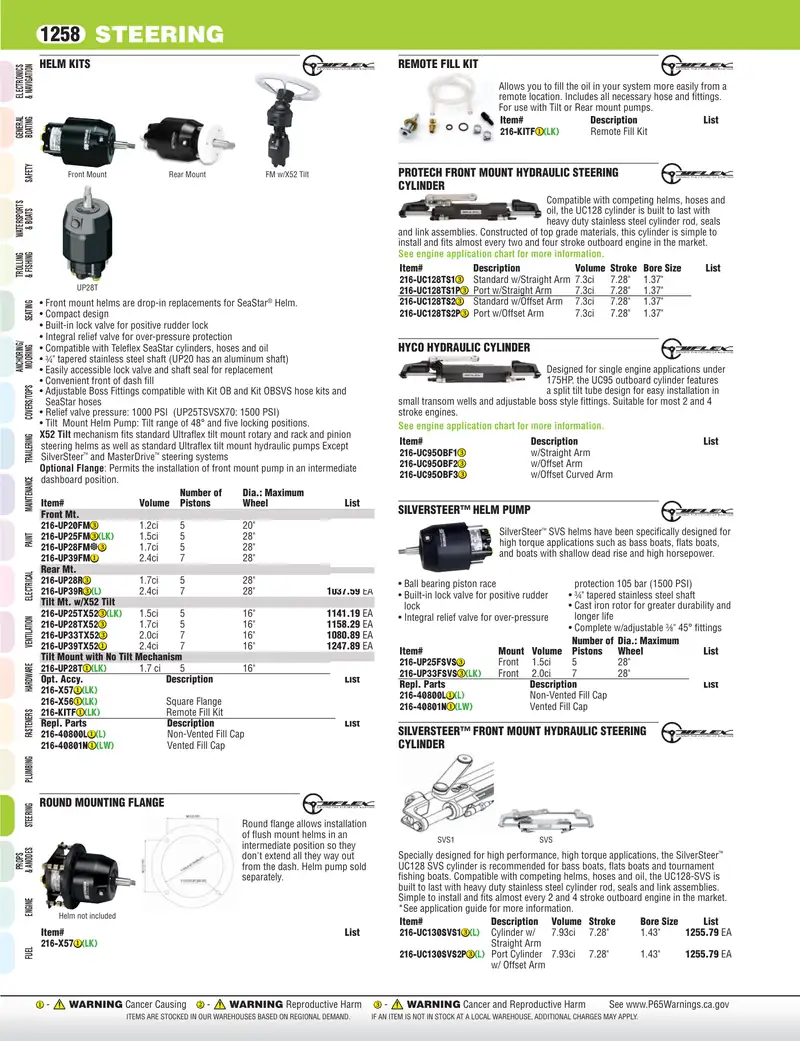 1258 STEERING
ELECTRONICS & NAVIGATION
GENERAL BOATING
SAFETY
WATERSPORTS & BOATS
TROLLING & FISHING
SEATING
ANCHORING/ MOORING
COVERS/TOPS
TRAILERING
MAINTENANCE
PAINT
ELECTRICAL
VENTILATION
HARDWARE
FASTENERS
PLUMBING
STEERING
PROPS & ANODES
ENGINE
FUEL
HELM KITS
Front Mount Rear Mount FM w/X52 Tilt
UP28T
• Front mount helms are drop-in replacements for SeaStar® Helm.
• Compact design
• Built-in lock valve for positive rudder lock
• Integral relief valve for over-pressure protection
• Compatible with Teleflex SeaStar cylinders, hoses and oil
• ¾" tapered stainless steel shaft (UP20 has an aluminum shaft)
• Easily accessible lock valve and shaft seal for replacement
• Convenient front of dash fill
• Adjustable Boss Fittings compatible with Kit OB and Kit OBSVS hose kits and
SeaStar hoses
• Relief valve pressure: 1000 PSI (UP25TSVSX70: 1500 PSI)
• Tilt Mount Helm Pump: Tilt range of 48° and five locking positions.
X52 Tilt mechanism fits standard Ultraflex tilt mount rotary and rack and pinion
steering helms as well as standard Ultraflex tilt mount hydraulic pumps Except
SilverSteer™ and MasterDrive™ steering systems
Optional Flange: Permits the installation of front mount pump in an intermediate
dashboard position.
Number of Dia.: Maximum
Item# Volume Pistons Wheel List
Front Mt.
216-UP20FM 3 1.2ci 5 20"
216-UP25FM 3 (LK) 1.5ci 5 28"
216-UP28FM 3 1.7ci 5 28"
216-UP39FM 1 2.4ci 7 28"
Rear Mt.
216-UP28R 3 1.7ci 5 28"
216-UP39R 3 (L) 2.4ci 7 28" 1037.59 EA
Tilt Mt. w/X52 Tilt
216-UP25TX52 3 (LK) 1.5ci 5 16" 1141.19 EA
216-UP28TX52 3 1.7ci 5 16" 1158.29 EA
216-UP33TX52 3 2.0ci 7 16" 1080.89 EA
216-UP39TX52 1 2.4ci 7 16" 1247.89 EA
Tilt Mount with No Tilt Mechanism
216-UP28T 1 (LK) 1.7 ci 5 16"
Opt. Accy. Description List
216-X57 1 (LK)
216-X56 1 (LK) Square Flange
216-KITF 1 (LK) Remote Fill Kit
Repl. Parts Description List
216-40800L 1 (L) Non-Vented Fill Cap
216-40801N 1 (LW) Vented Fill Cap
ROUND MOUNTING FLANGE
Round flange allows installation
of flush mount helms in an
intermediate position so they
don't extend all they way out
from the dash. Helm pump sold
separately.
Helm not included
Item# List
216-X57 1 (LK)
REMOTE FILL KIT
Allows you to fill the oil in your system more easily from a
remote location. Includes all necessary hose and fittings.
For use with Tilt or Rear mount pumps.
Item# Description List
216-KITF 1 (LK) Remote Fill Kit
PROTECH FRONT MOUNT HYDRAULIC STEERING
CYLINDER
Compatible with competing helms, hoses and
oil, the UC128 cylinder is built to last with
heavy duty stainless steel cylinder rod, seals
and link assemblies. Constructed of top grade materials, this cylinder is simple to
install and fits almost every two and four stroke outboard engine in the market.
See engine application chart for more information.
Item# Description Volume Stroke Bore Size List
216-UC128TS1 3 Standard w/Straight Arm 7.3ci 7.28" 1.37"
216-UC128TS1P 3 Port w/Straight Arm 7.3ci 7.28" 1.37"
216-UC128TS2 3 Standard w/Offset Arm 7.3ci 7.28" 1.37"
216-UC128TS2P 3 Port w/Offset Arm 7.3ci 7.28" 1.37"
HYCO HYDRAULIC CYLINDER
Designed for single engine applications under
175HP. the UC95 outboard cylinder features
a split tilt tube design for easy installation in
small transom wells and adjustable boss style fittings. Suitable for most 2 and 4
stroke engines.
See engine application chart for more information.
Item# Description List
216-UC95OBF1 3 w/Straight Arm
216-UC95OBF2 3 w/Offset Arm
216-UC95OBF3 3 w/Offset Curved Arm
SILVERSTEER™ HELM PUMP
SilverSteer™ SVS helms have been specifically designed for
high torque applications such as bass boats, flats boats,
and boats with shallow dead rise and high horsepower.
• Ball bearing piston race
• Built-in lock valve for positive rudder
lock
• Integral relief valve for over-pressure
protection 105 bar (1500 PSI)
• ¾" tapered stainless steel shaft
• Cast iron rotor for greater durability and
longer life
• Complete w/adjustable ⅜" 45° fittings
Number of Dia.: Maximum
Item# Mount Volume Pistons Wheel List
216-UP25FSVS 3 Front 1.5ci 5 28"
216-UP33FSVS 3 (LK) Front 2.0ci 7 28"
Repl. Parts Description List
216-40800L 1 (L) Non-Vented Fill Cap
216-40801N 1 (LW) Vented Fill Cap
SILVERSTEER™ FRONT MOUNT HYDRAULIC STEERING
CYLINDER
SVS1 SVS
Specially designed for high performance, high torque applications, the SilverSteer™
UC128 SVS cylinder is recommended for bass boats, flats boats and tournament
fishing boats. Compatible with competing helms, hoses and oil, the UC128-SVS is
built to last with heavy duty stainless steel cylinder rod, seals and link assemblies.
Simple to install and fits almost every 2 and 4 stroke outboard engine in the market.
*See application guide for more information.
Item# Description Volume Stroke Bore Size List
216-UC130SVS1 3 (L) Cylinder w/ 7.93ci 7.28" 1.43" 1255.79 EA
Straight Arm
216-UC130SVS2P 3 (L) Port Cylinder 7.93ci 7.28" 1.43" 1255.79 EA
w/ Offset Arm
1 - WARNING Cancer Causing 2 - WARNING Reproductive Harm 3 - WARNING Cancer and Reproductive Harm See www.P65Warnings.ca.gov
ITEMS ARE STOCKED IN OUR WAREHOUSES BASED ON REGIONAL DEMAND. IF AN ITEM IS NOT IN STOCK AT A LOCAL WAREHOUSE, ADDITIONAL CHARGES MAY APPLY.